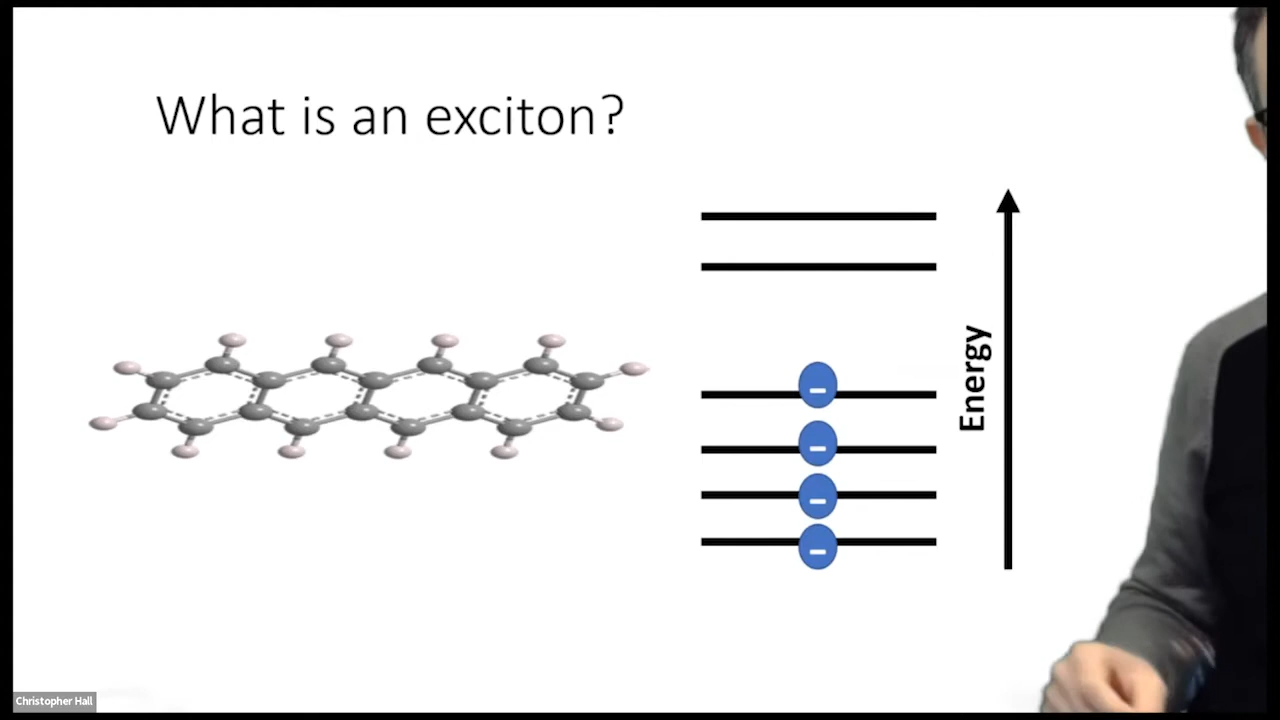 What is an exciton?
Energy
–
–
–
–
Christopher Hall